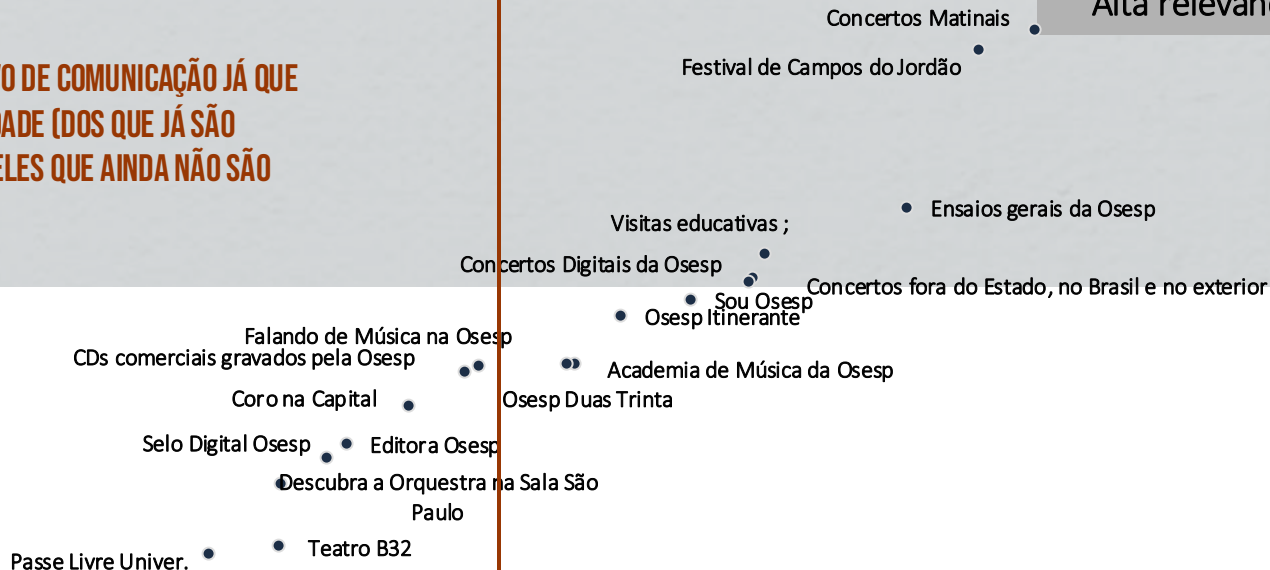 Alta
Concertos Matinais
Festival de Campos do Jordão
DE COMUNICAÇÃO JÁ QUE
(DOS QUE JÁ SÃO
QUE AINDA NÃO SÃO
Ensaios gerais da Osesp
Visitas educativas ;
Concertos Digitais da Osesp
Concertos fora do Estado, no Brasil e no exterior
Sou Osesp
Osesp Itinerante
Falando de Música na Osesp
CDs comerciais gravados pela Osesp
Academia de Música da Osesp
Coro na Capital
Osesp Duas Trinta
Selo Digital Osesp
Editora Osesp
Descubra a Orquestra na Sala São
Paulo
Teatro B32
Passe Livre Univer.